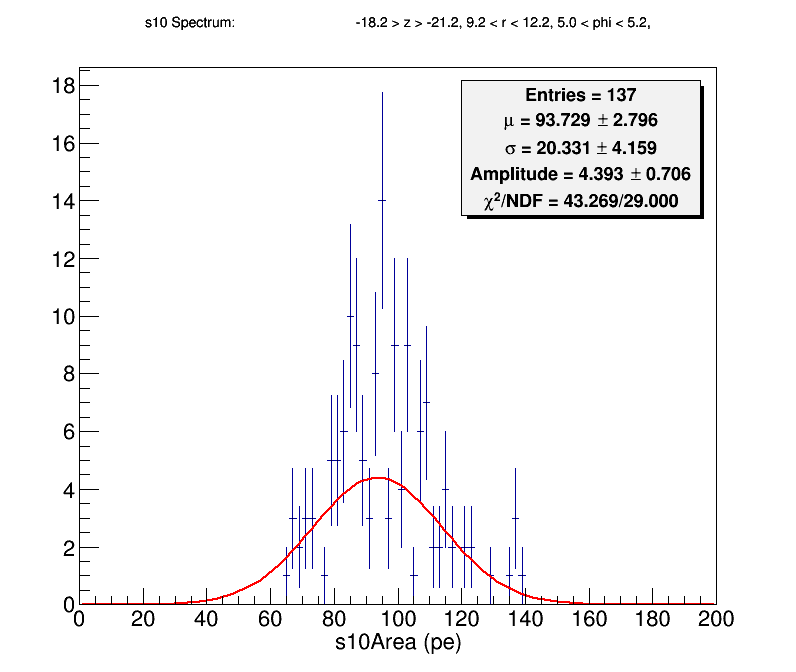 s10 Spectrum: -18.2 > z > -21.2, 9.2 < r < 12.2, 5.0 < phi < 5.2,
Entries = 137
μ = 93.729 ± 2.796
σ = 20.331 ± 4.159
Amplitude = 4.393 ± 0.706
χ²/NDF = 43.269/29.000
18
16
14
12
10
8
6
4
2
0
0 20 40 60 80 100 120 140 160 180 200
s10Area (pe)